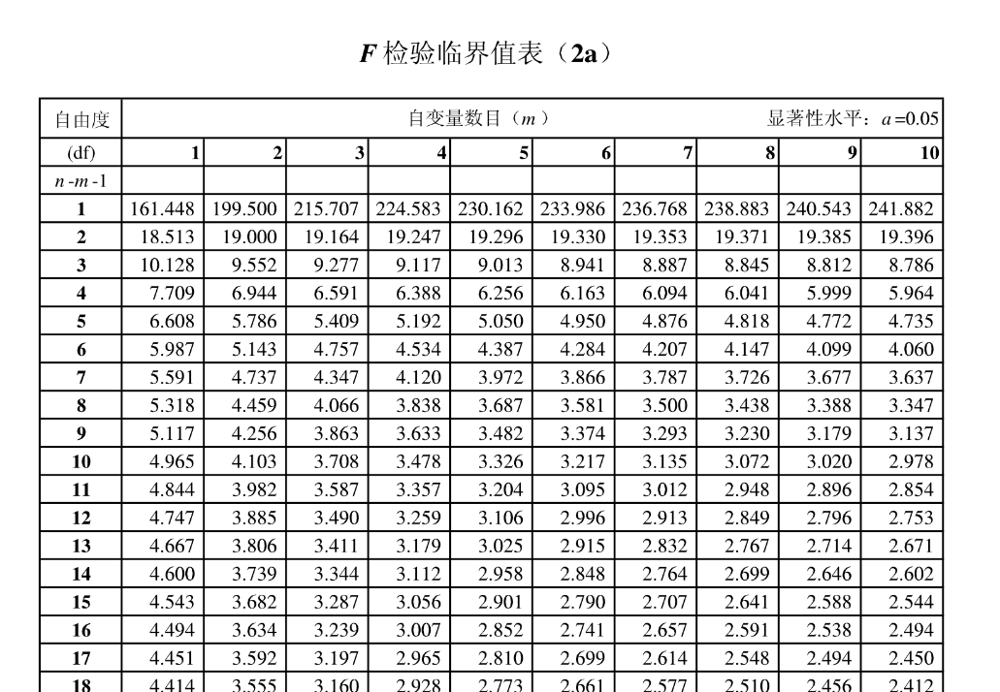 F 检验临界值表（2a）
自由度 自变量数目（m ） 显著性水平：a =0.05
(df) 1 2 3 4 5 6 7 8 9 10
n -m -1
1 161.448 199.500 215.707 224.583 230.162 233.986 236.768 238.883 240.543 241.882
2 18.513 19.000 19.164 19.247 19.296 19.330 19.353 19.371 19.385 19.396
3 10.128 9.552 9.277 9.117 9.013 8.941 8.887 8.845 8.812 8.786
4 7.709 6.944 6.591 6.388 6.256 6.163 6.094 6.041 5.999 5.964
5 6.608 5.786 5.409 5.192 5.050 4.950 4.876 4.818 4.772 4.735
6 5.987 5.143 4.757 4.534 4.387 4.284 4.207 4.147 4.099 4.060
7 5.591 4.737 4.347 4.120 3.972 3.866 3.787 3.726 3.677 3.637
8 5.318 4.459 4.066 3.838 3.687 3.581 3.500 3.438 3.388 3.347
9 5.117 4.256 3.863 3.633 3.482 3.374 3.293 3.230 3.179 3.137
10 4.965 4.103 3.708 3.478 3.326 3.217 3.135 3.072 3.020 2.978
11 4.844 3.982 3.587 3.357 3.204 3.095 3.012 2.948 2.896 2.854
12 4.747 3.885 3.490 3.259 3.106 2.996 2.913 2.849 2.796 2.753
13 4.667 3.806 3.411 3.179 3.025 2.915 2.832 2.767 2.714 2.671
14 4.600 3.739 3.344 3.112 2.958 2.848 2.764 2.699 2.646 2.602
15 4.543 3.682 3.287 3.056 2.901 2.790 2.707 2.641 2.588 2.544
16 4.494 3.634 3.239 3.007 2.852 2.741 2.657 2.591 2.538 2.494
17 4.451 3.592 3.197 2.965 2.810 2.699 2.614 2.548 2.494 2.450
18 4.414 3.555 3.160 2.928 2.773 2.661 2.577 2.510 2.456 2.412